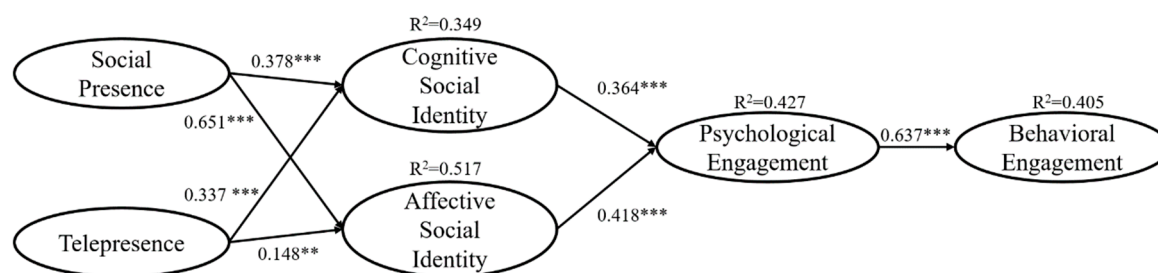 Social
Presence
Telepresence
0.378***
0.651***
0.337 ***
0.148**
R²=0.349
Cognitive
Social
Identity
R²=0.517
Affective
Social
Identity
0.364***
0.418***
R²=0.427
Psychological
Engagement
0.637***
R²=0.405
Behavioral
Engagement